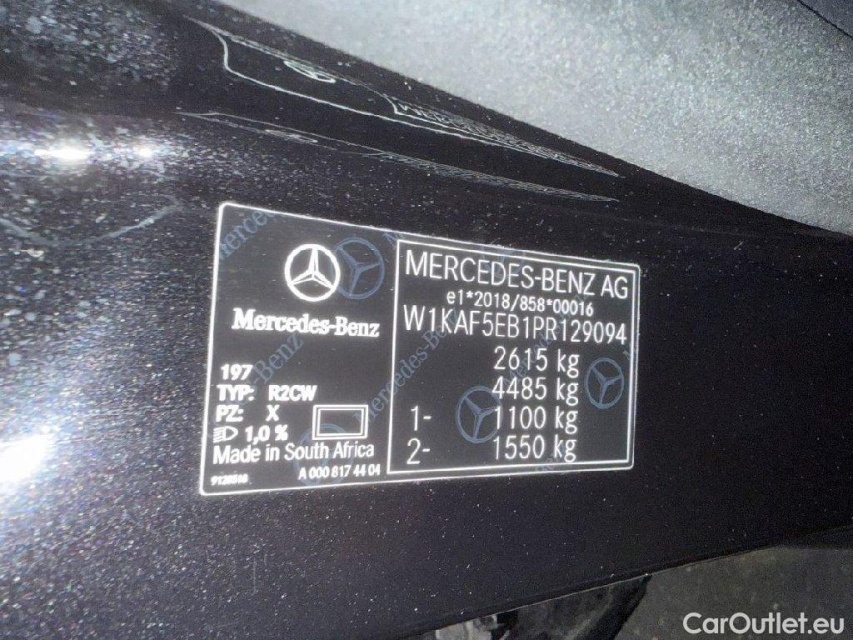 Mercedes-Benz
197
TYP: R2CW
PZ: X
1,0 %
Made in South Africa
9138518
A 000 817 44 04
MERCEDES-BENZ AG
e1*2018/858*00016
W1KAF5EB1PR129094
2615 kg
4485 kg
1- 1100 kg
2- 1550 kg
CarOutlet.eu